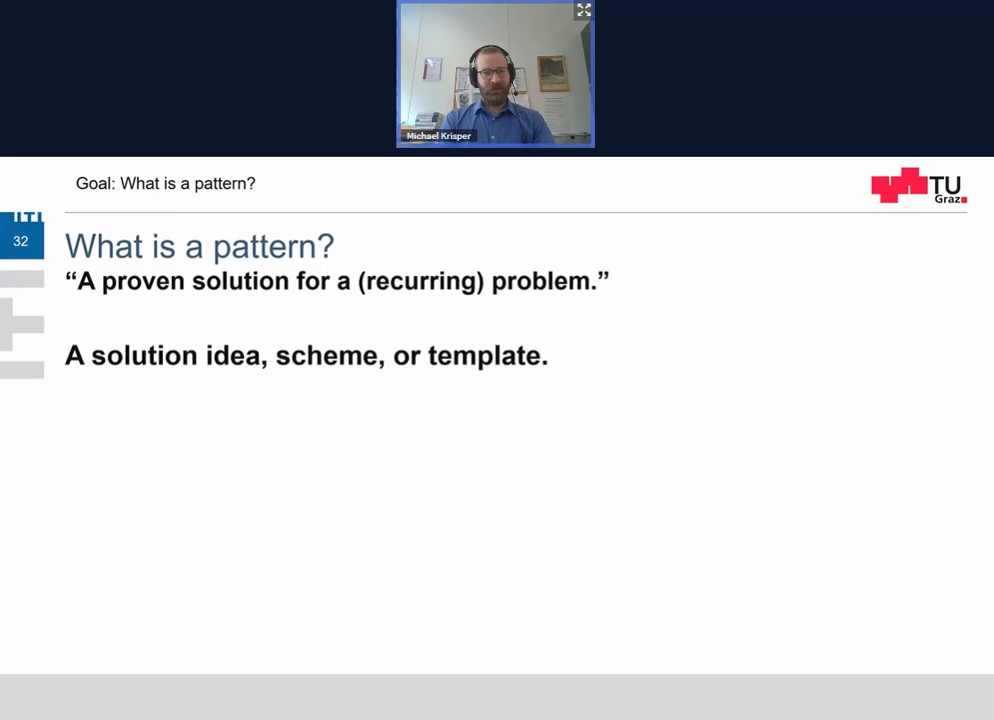 Michael Krisper
Goal: What is a pattern?
TU
Graz
32
What is a pattern?
“A proven solution for a (recurring) problem.”
A solution idea, scheme, or template.